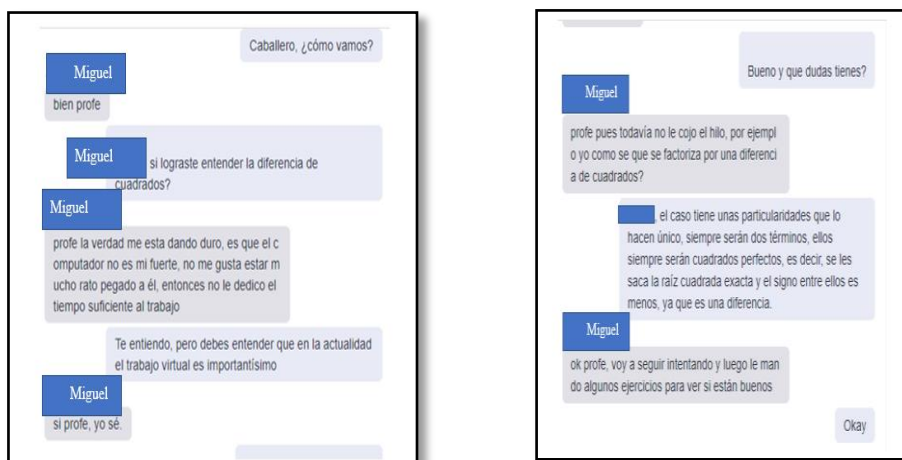 Caballero, ¿cómo vamos?
Miguel
bien profe
Miguel
si lograste entender la diferencia de
cuadrados?
Miguel
profe la verdad me esta dando duro, es que el c
omputador no es mi fuerte, no me gusta estar m
ucho rato pegado a él, entonces no le dedico el
tiempo suficiente al trabajo
Te entiendo, pero debes entender que en la actualidad
el trabajo virtual es importantísimo
Miguel
si profe, yo sé.
Bueno y que dudas tienes?
Miguel
profe pues todavía no le cojo el hilo, por ejempl
o yo como se que se factoriza por una diferenci
a de cuadrados?
, el caso tiene unas particularidades que lo
hacen único, siempre serán dos términos, ellos
siempre serán cuadrados perfectos, es decir, se les
saca la raíz cuadrada exacta y el signo entre ellos es
menos, ya que es una diferencia.
Miguel
ok profe, voy a seguir intentando y luego le man
do algunos ejercicios para ver si están buenos
Okay